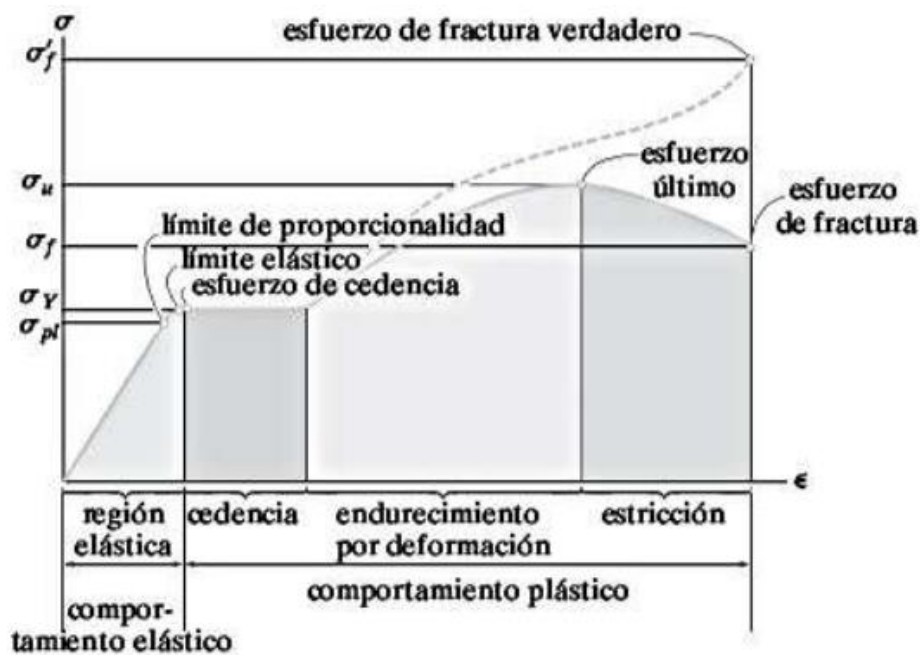 σ
esfuerzo de fractura verdadero
σ'f
σu
esfuerzo
último
esfuerzo
de fractura
límite de proporcionalidad
σf
límite elástico
esfuerzo de cedencia
σY
σpl
ϵ
región
elástica
cedencia
endurecimiento
por deformación
estricción
comportamiento plástico
compor-
tamiento elástico